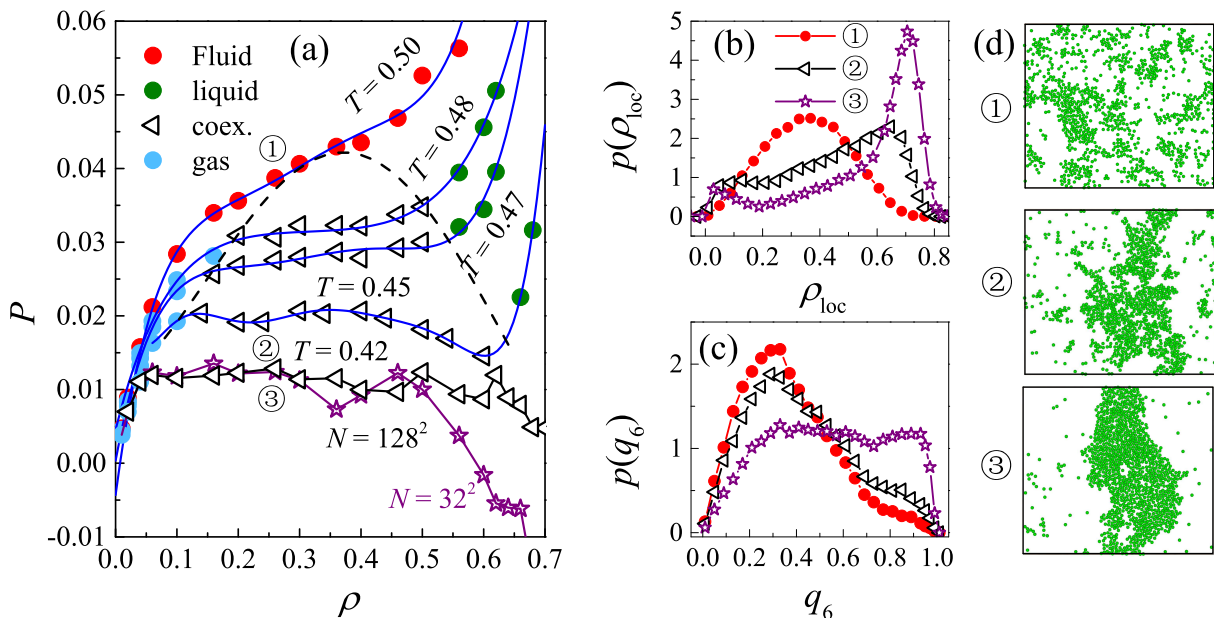 (a)
Fluid
liquid
coex.
gas
T = 0.50
T = 0.48
T = 0.47
T = 0.45
T = 0.42
①
②
③
N = 128²
N = 32²
0.06
0.05
0.04
0.03
0.02
0.01
0.00
-0.01
P
0.0 0.1 0.2 0.3 0.4 0.5 0.6 0.7
ρ
(b)
①
②
③
5
4
3
2
1
0
p(ρ_loc)
0.0 0.2 0.4 0.6 0.8
ρ_loc
(c)
2
1
0
p(q₆)
0.0 0.2 0.4 0.6 0.8 1.0
q₆
(d)
①
②
③